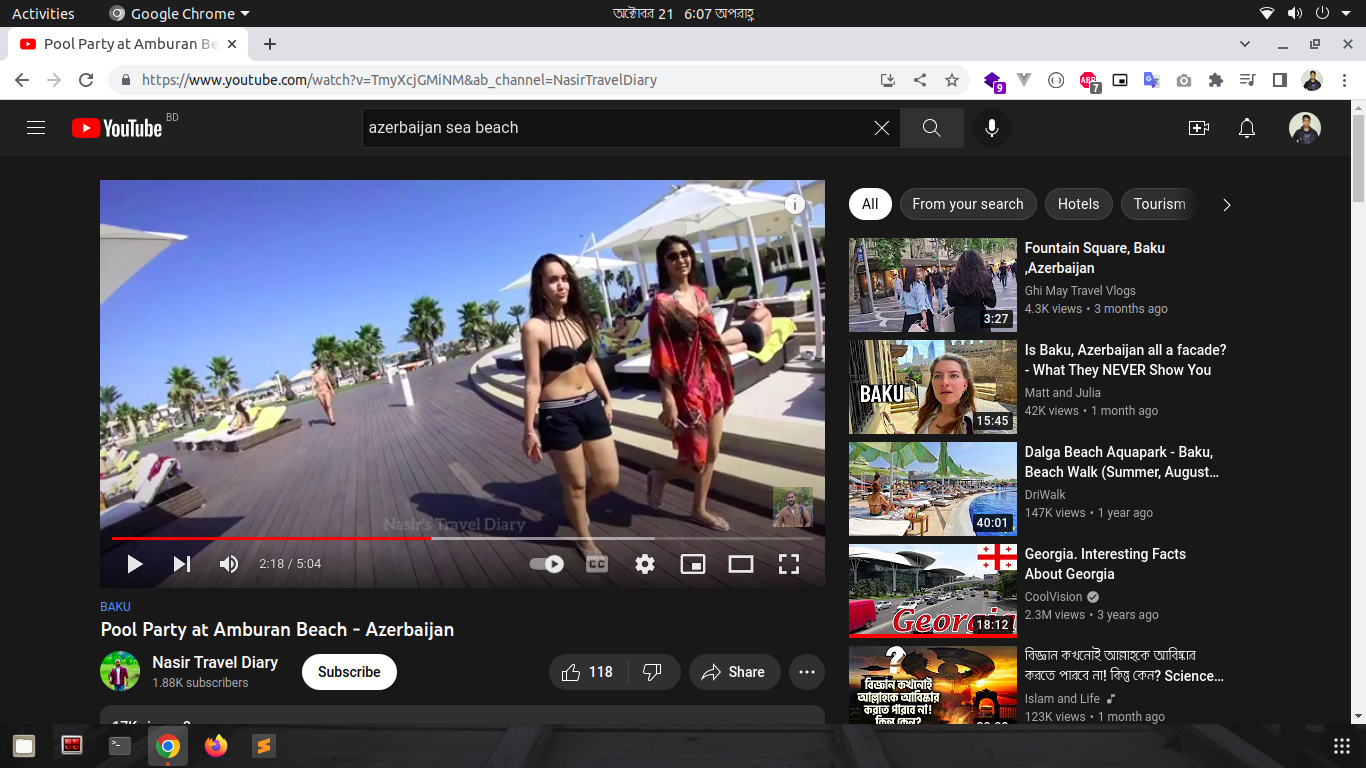 Activities
Google Chrome
অক্টোবর 21 6:07 অপরাহ্ণ
Pool Party at Amburan Be
https://www.youtube.com/watch?v=TmyXcjGMiNM&ab_channel=NasirTravelDiary
9
ABP
7
YouTube
BD
azerbaijan sea beach
i
Nasir's Travel Diary
2:18 / 5:04
CC
BAKU
Pool Party at Amburan Beach - Azerbaijan
Nasir Travel Diary
1.88K subscribers
Subscribe
118
Share
All
From your search
Hotels
Tourism
3:27
Fountain Square, Baku
,Azerbaijan
Ghi May Travel Vlogs
4.3K views • 3 months ago
BAKU
15:45
Is Baku, Azerbaijan all a facade?
- What They NEVER Show You
Matt and Julia
42K views • 1 month ago
40:01
Dalga Beach Aquapark - Baku,
Beach Walk (Summer, August…
DriWalk
147K views • 1 year ago
Georgia
18:12
Georgia. Interesting Facts
About Georgia
CoolVision
2.3M views • 3 years ago
?
বিজ্ঞান কখনোই
আল্লাহকে আবিষ্কার
করতে পারবে না!
কিন্তু কেন?
বিজ্ঞান কখনোই আল্লাহকে আবিষ্কার
করতে পারবে না! কিন্তু কেন? Science…
Islam and Life
123K views • 1 month ago